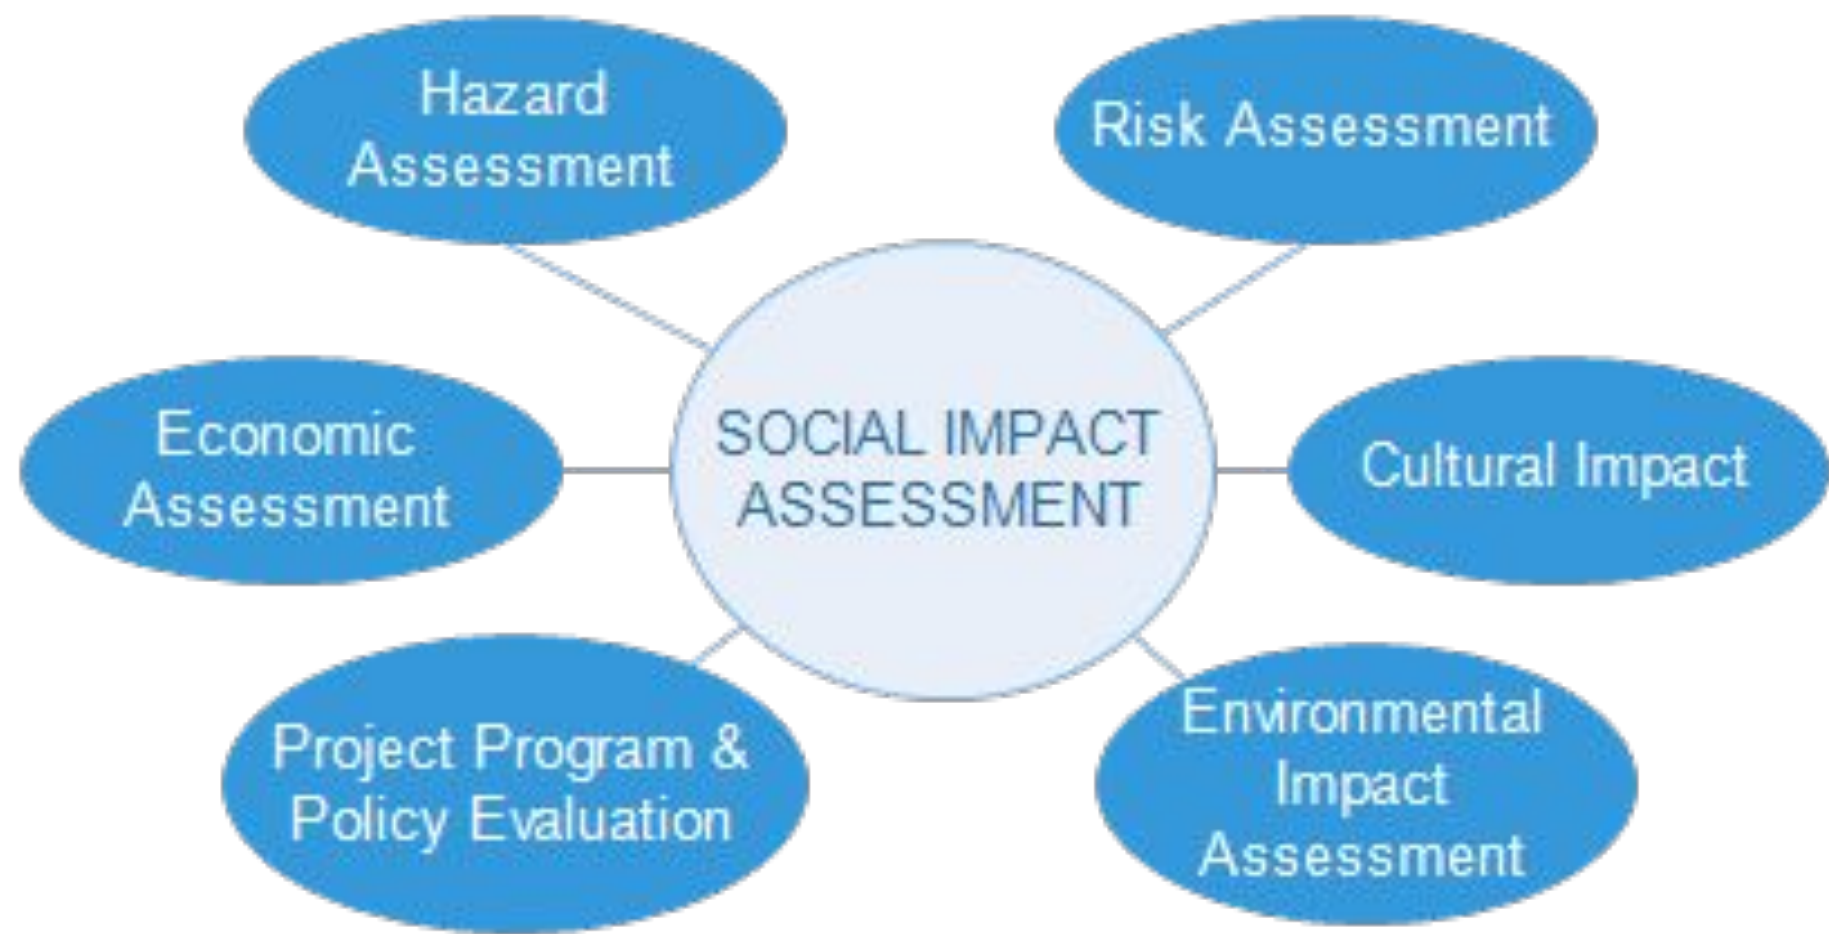 Hazard
Assessment
Risk Assessment
Economic
Assessment
SOCIAL IMPACT
ASSESSMENT
Cultural Impact
Project Program &
Policy Evaluation
Environmental
Impact
Assessment